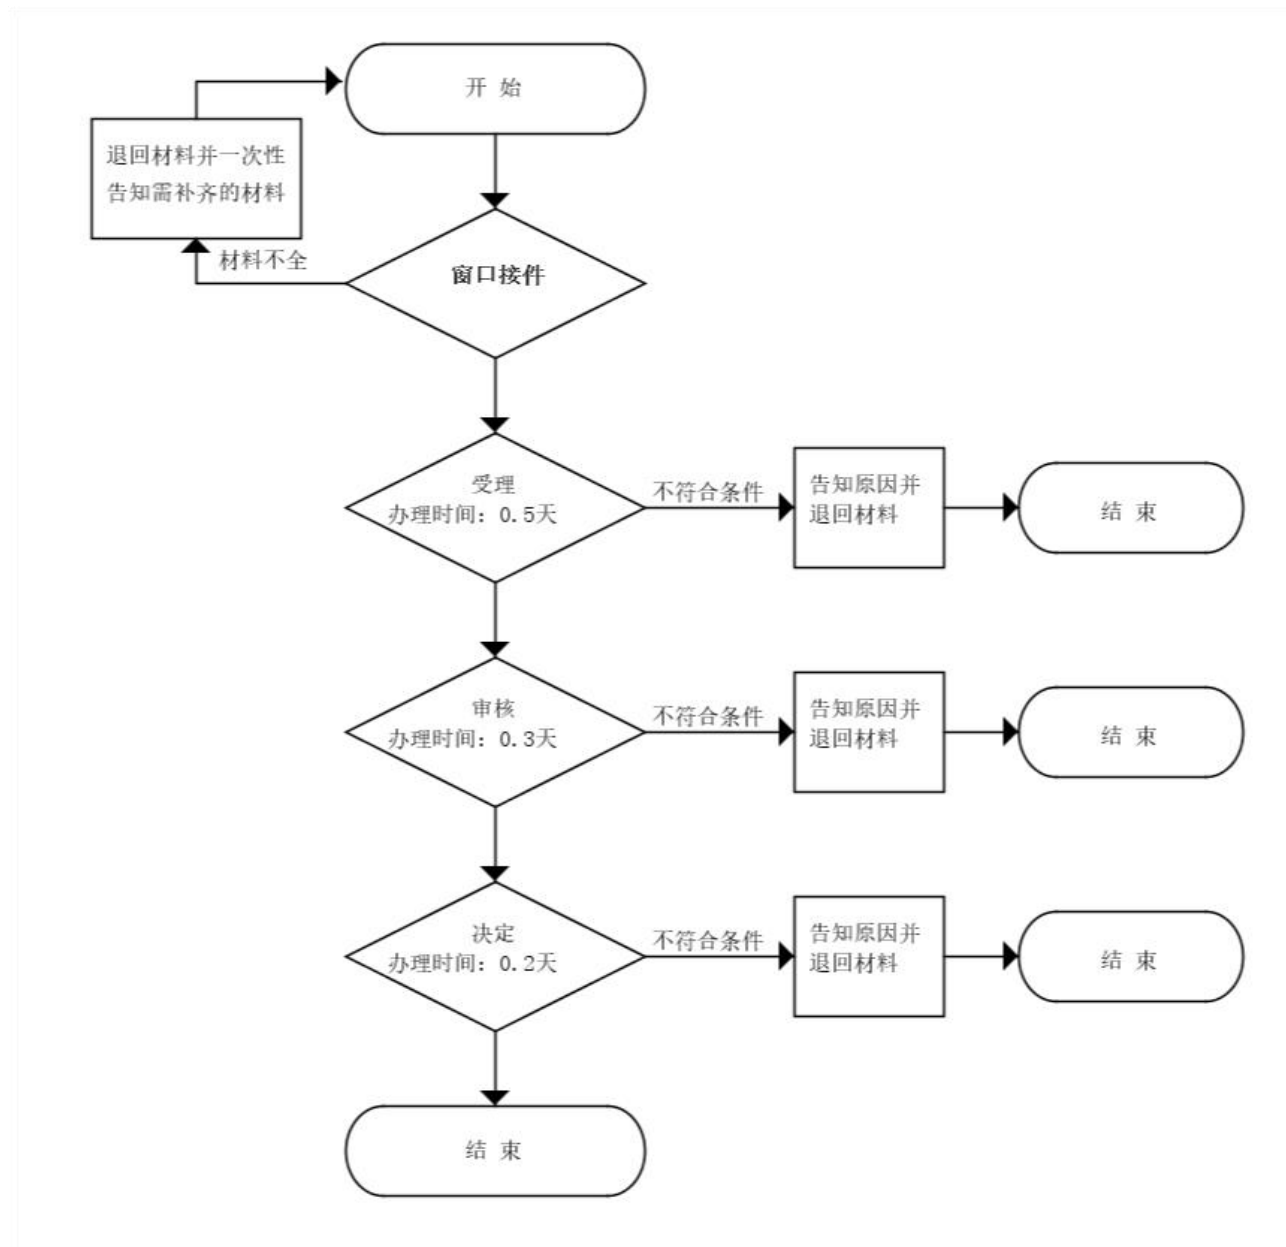 开 始
退回材料并一次性
告知需补齐的材料
材料不全
窗口接件
受理
办理时间：0.5天
不符合条件
告知原因并
退回材料
结 束
审核
办理时间：0.3天
不符合条件
告知原因并
退回材料
结 束
决定
办理时间：0.2天
不符合条件
告知原因并
退回材料
结 束
结 束